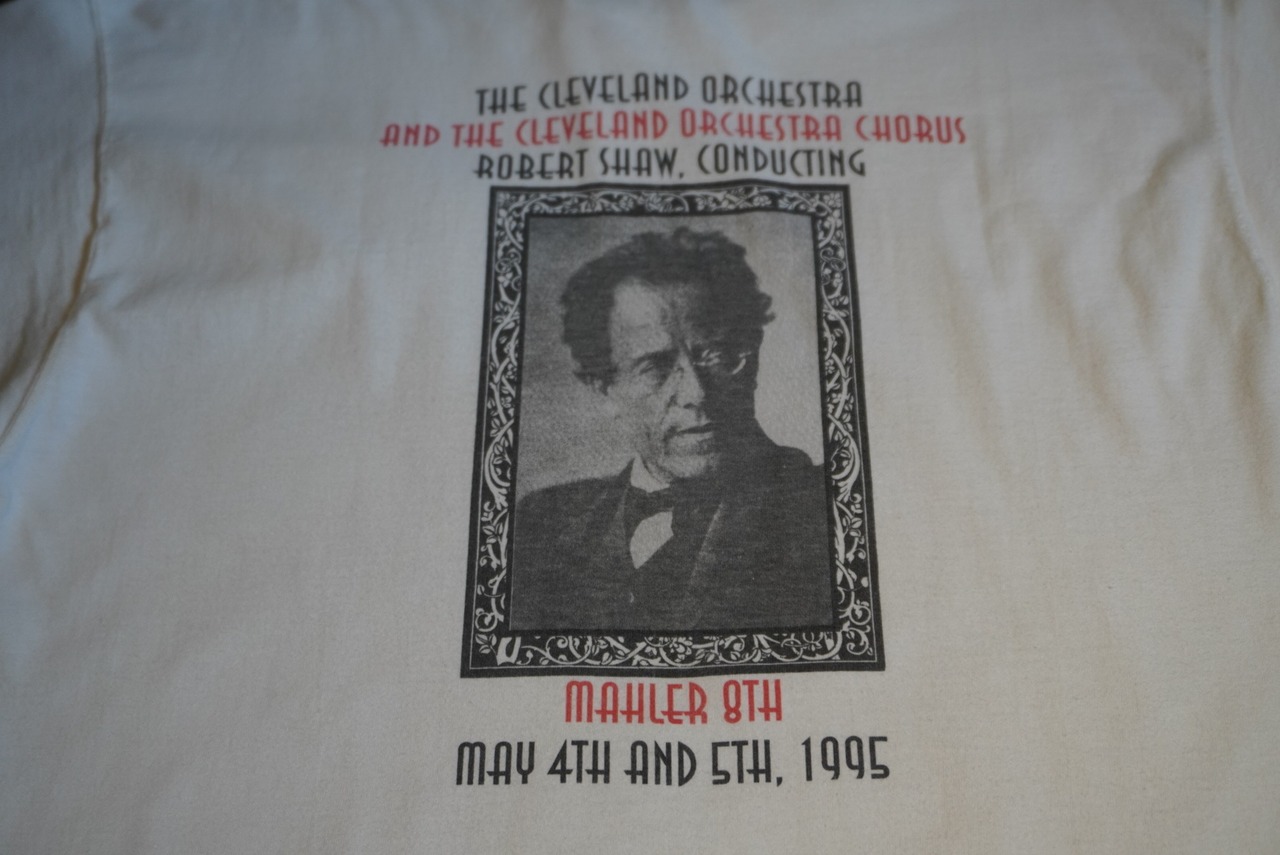 THE CLEVELAND ORCHESTRA
AND THE CLEVELAND ORCHESTRA CHORUS
ROBERT SHAW, CONDUCTING
MAHLER 8TH
MAY 4TH AND 5TH, 1995